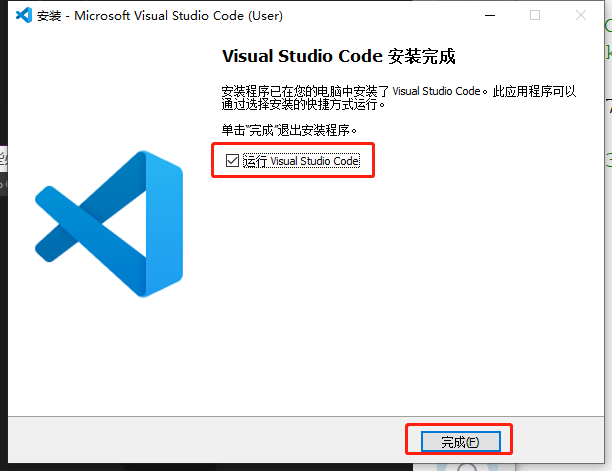 安装 - Microsoft Visual Studio Code (User)
Visual Studio Code 安装完成
安装程序已在您的电脑中安装了 Visual Studio Code。此应用程序可以
通过选择安装的快捷方式运行。
单击"完成"退出安装程序。
运行 Visual Studio Code
完成(F)